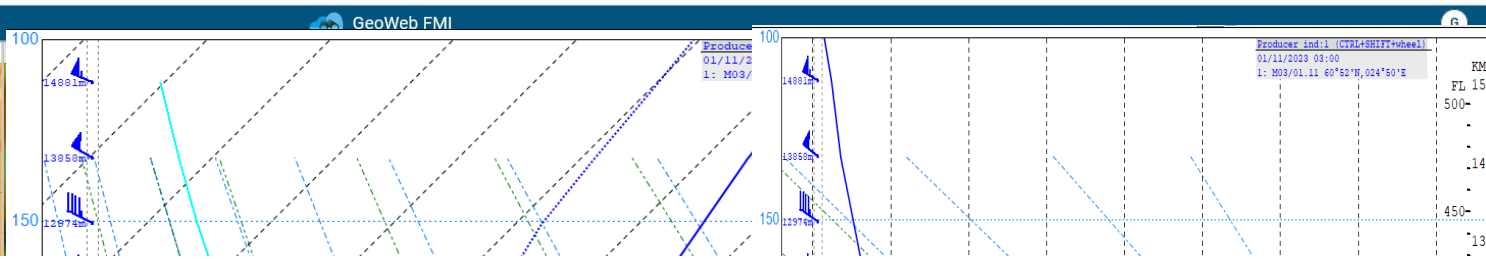 GeoWeb FMI
G
100
Produce
01/11/2
1: M03/
14881m
13858m
150
12974m
100
Producer ind:1 (CTRL+SHIFT+wheel)
01/11/2023 03:00
1: M03/01.11 60°52'N,024°50'E
KM
14881m
FL 15
500-
13858m
14
150
12974m
450-
13